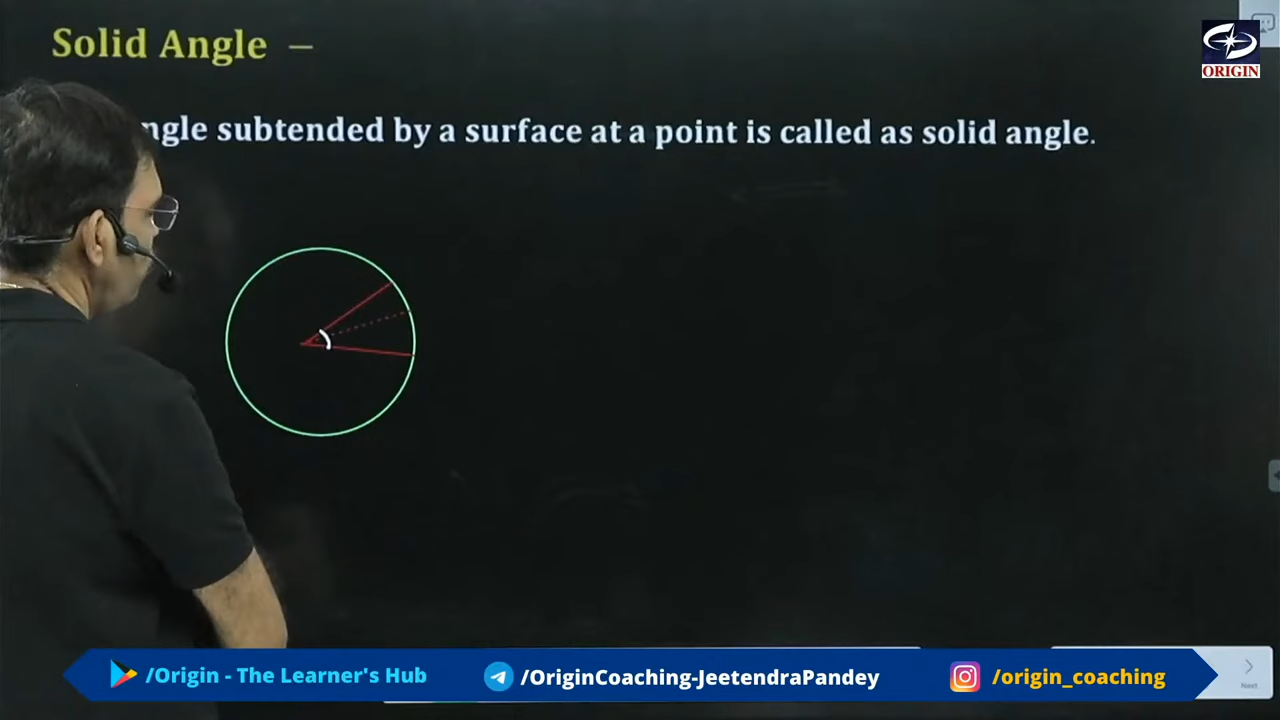 Solid Angle –
ngle subtended by a surface at a point is called as solid angle.
ORIGIN
/Origin - The Learner's Hub
/OriginCoaching-JeetendraPandey
/origin_coaching
Next